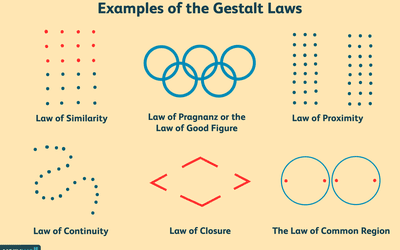 Examples of the Gestalt Laws
Law of Similarity
Law of Pragnanz or the
Law of Good Figure
Law of Proximity
Law of Continuity
Law of Closure
The Law of Common Region